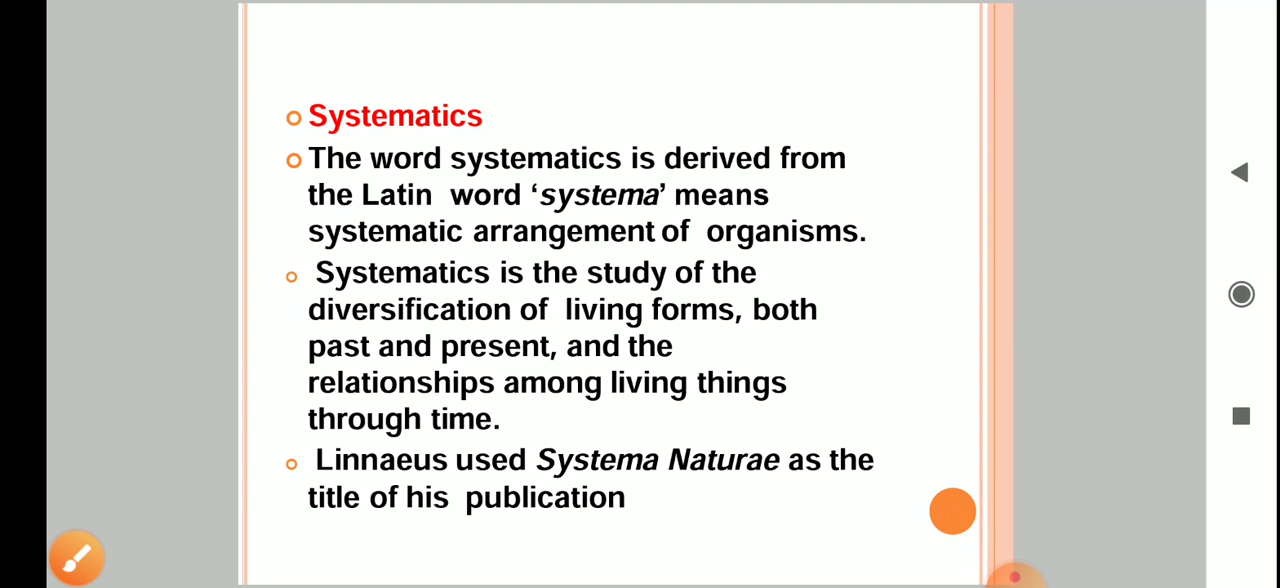 Systematics
The word systematics is derived from
the Latin word ‘systema’ means
systematic arrangement of organisms.
Systematics is the study of the
diversification of living forms, both
past and present, and the
relationships among living things
through time.
Linnaeus used Systema Naturae as the
title of his publication